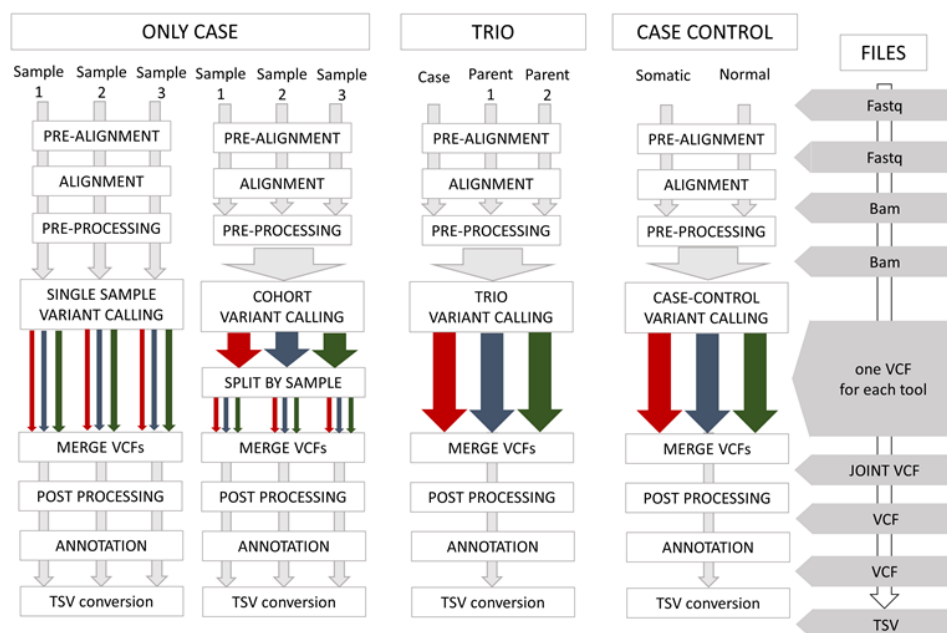 ONLY CASE
TRIO
CASE CONTROL
FILES
Sample 1
Sample 2
Sample 3
Sample 1
Sample 2
Sample 3
Case
Parent 1
Parent 2
Somatic
Normal
PRE-ALIGNMENT
ALIGNMENT
PRE-PROCESSING
SINGLE SAMPLE
VARIANT CALLING
MERGE VCFs
POST PROCESSING
ANNOTATION
TSV conversion
PRE-ALIGNMENT
ALIGNMENT
PRE-PROCESSING
COHORT
VARIANT CALLING
SPLIT BY SAMPLE
MERGE VCFs
POST PROCESSING
ANNOTATION
TSV conversion
PRE-ALIGNMENT
ALIGNMENT
PRE-PROCESSING
TRIO
VARIANT CALLING
MERGE VCFs
POST PROCESSING
ANNOTATION
TSV conversion
PRE-ALIGNMENT
ALIGNMENT
PRE-PROCESSING
CASE-CONTROL
VARIANT CALLING
MERGE VCFs
POST PROCESSING
ANNOTATION
TSV conversion
Fastq
Fastq
Bam
Bam
one VCF
for each tool
JOINT VCF
VCF
VCF
TSV